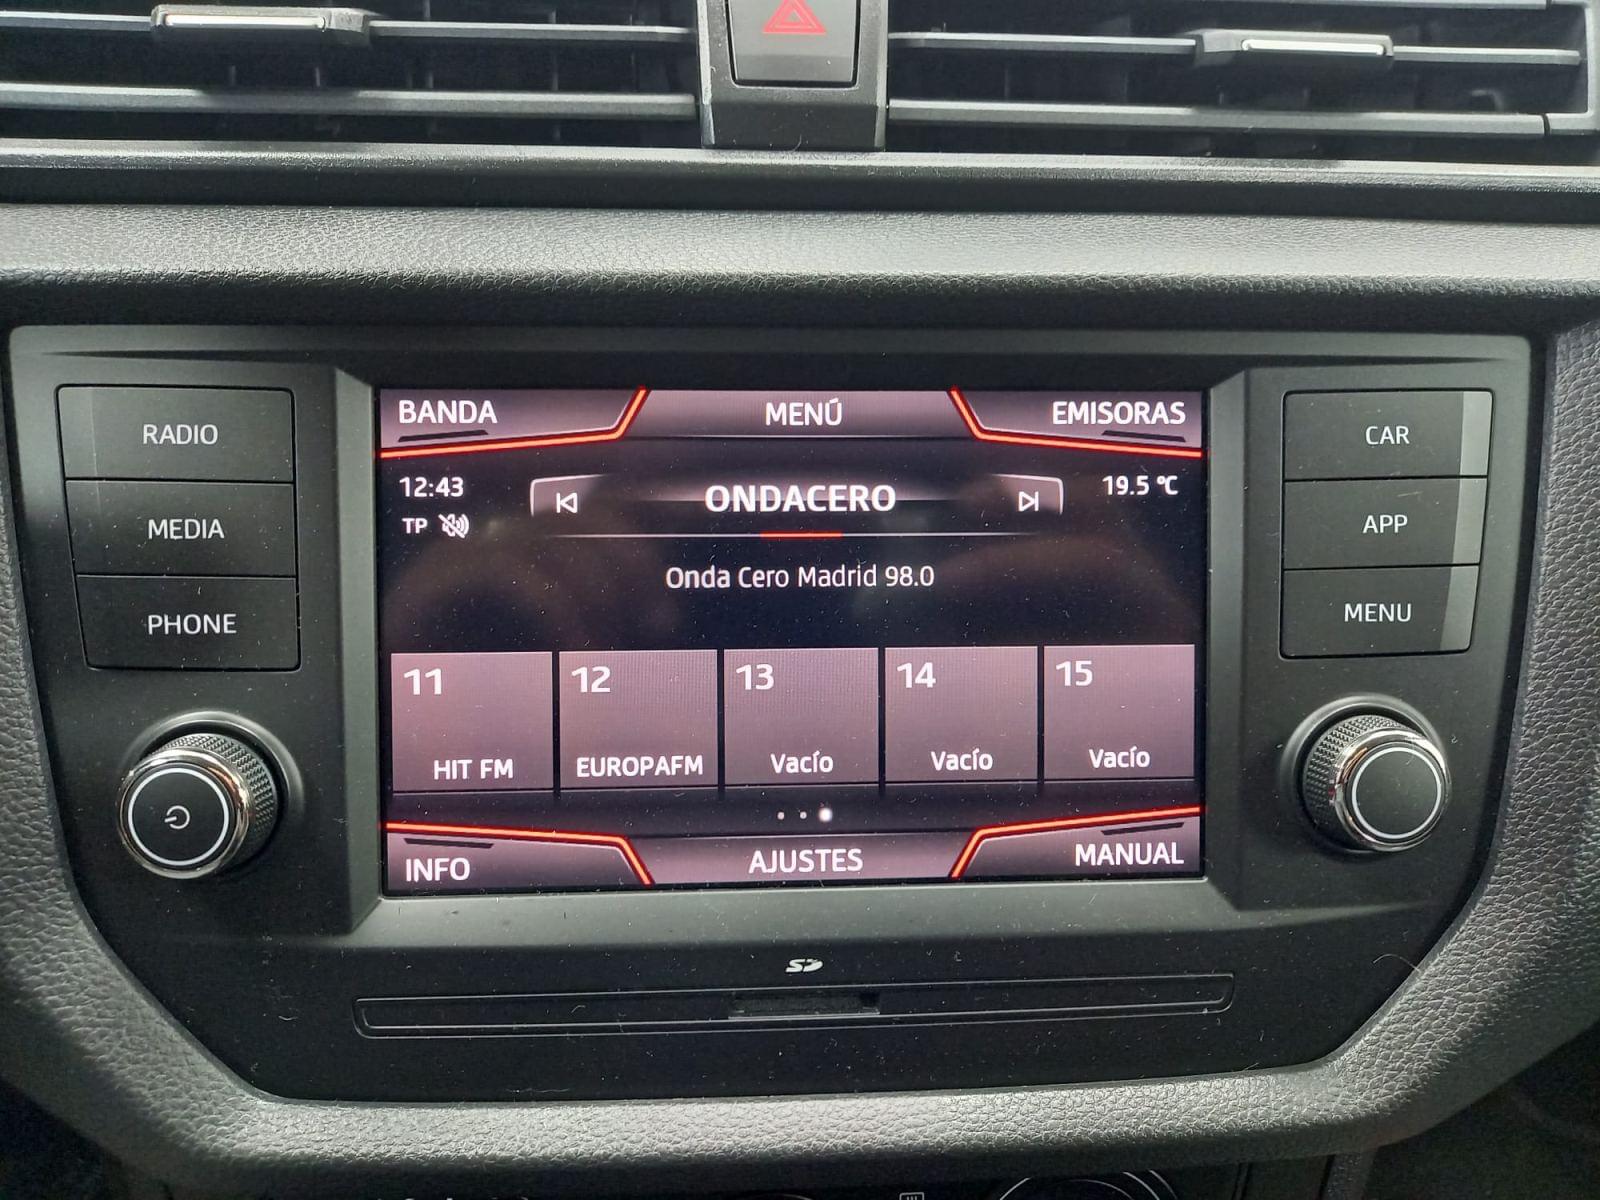 BANDA
MENÚ
EMISORAS
RADIO
MEDIA
PHONE
CAR
APP
MENU
12:43
TP
ONDACERO
19.5 °C
Onda Cero Madrid 98.0
11
HIT FM
12
EUROPAFM
13
Vacío
14
Vacío
15
Vacío
INFO
AJUSTES
MANUAL
SD